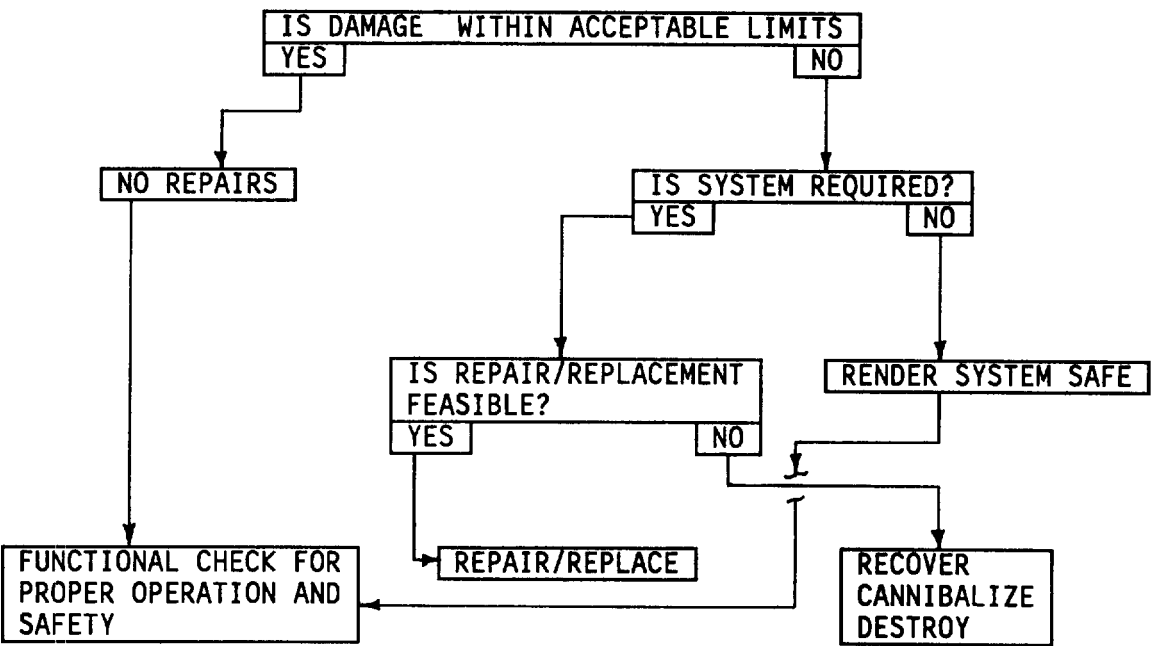 IS DAMAGE WITHIN ACCEPTABLE LIMITS
YES
NO
NO REPAIRS
IS SYSTEM REQUIRED?
YES
NO
IS REPAIR/REPLACEMENT
FEASIBLE?
YES
NO
RENDER SYSTEM SAFE
FUNCTIONAL CHECK FOR
PROPER OPERATION AND
SAFETY
REPAIR/REPLACE
RECOVER
CANNIBALIZE
DESTROY